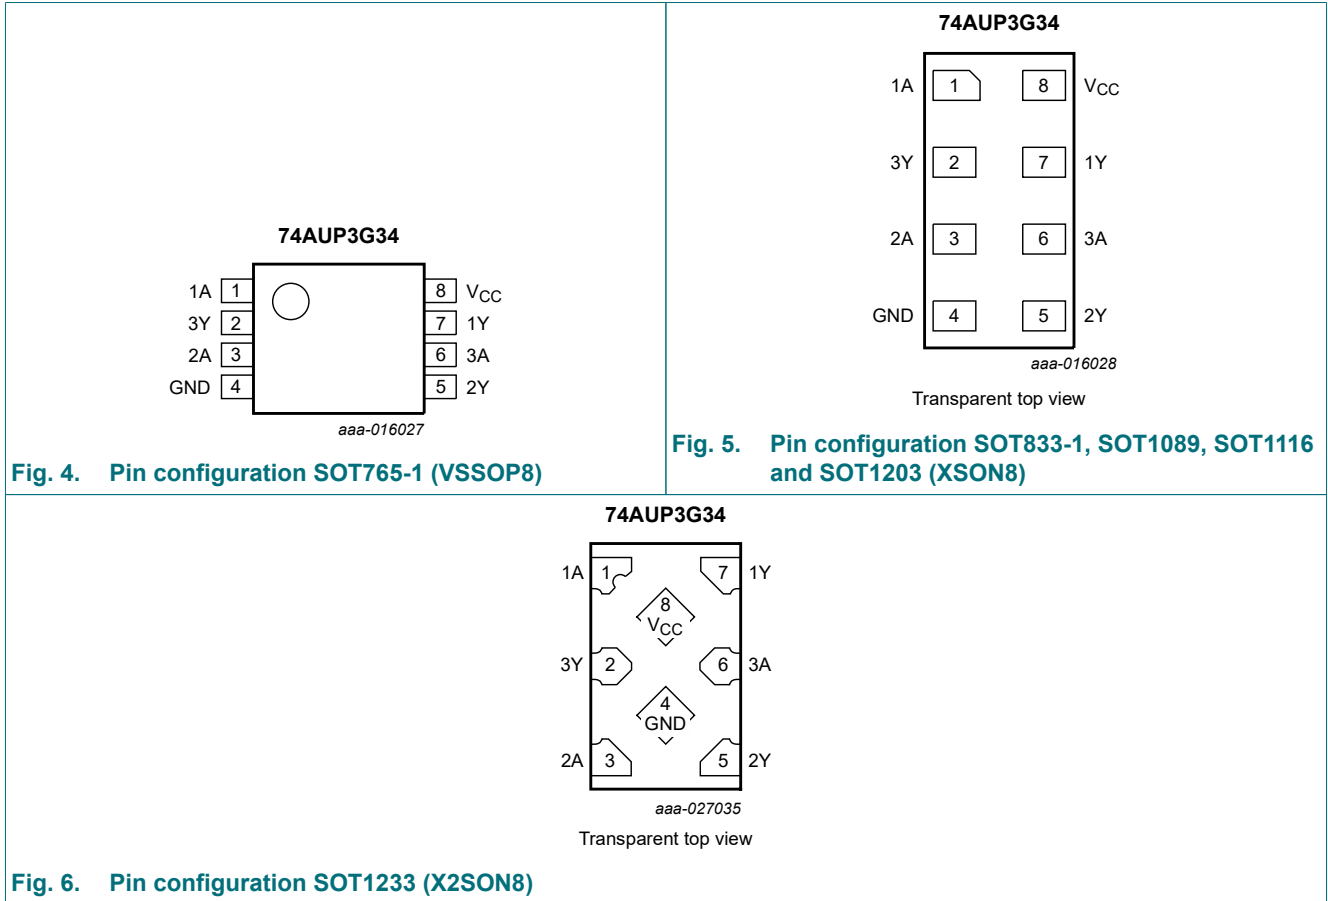 74AUP3G34
1A 1 8 VCC
3Y 2 7 1Y
2A 3 6 3A
GND 4 5 2Y
aaa-016027
Fig. 4. Pin configuration SOT765-1 (VSSOP8)
74AUP3G34
1A 1 8 VCC
3Y 2 7 1Y
2A 3 6 3A
GND 4 5 2Y
aaa-016028
Transparent top view
Fig. 5. Pin configuration SOT833-1, SOT1089, SOT1116
and SOT1203 (XSON8)
74AUP3G34
1A 1 7 1Y
8
VCC
3Y 2 6 3A
4
GND
2A 3 5 2Y
aaa-027035
Transparent top view
Fig. 6. Pin configuration SOT1233 (X2SON8)